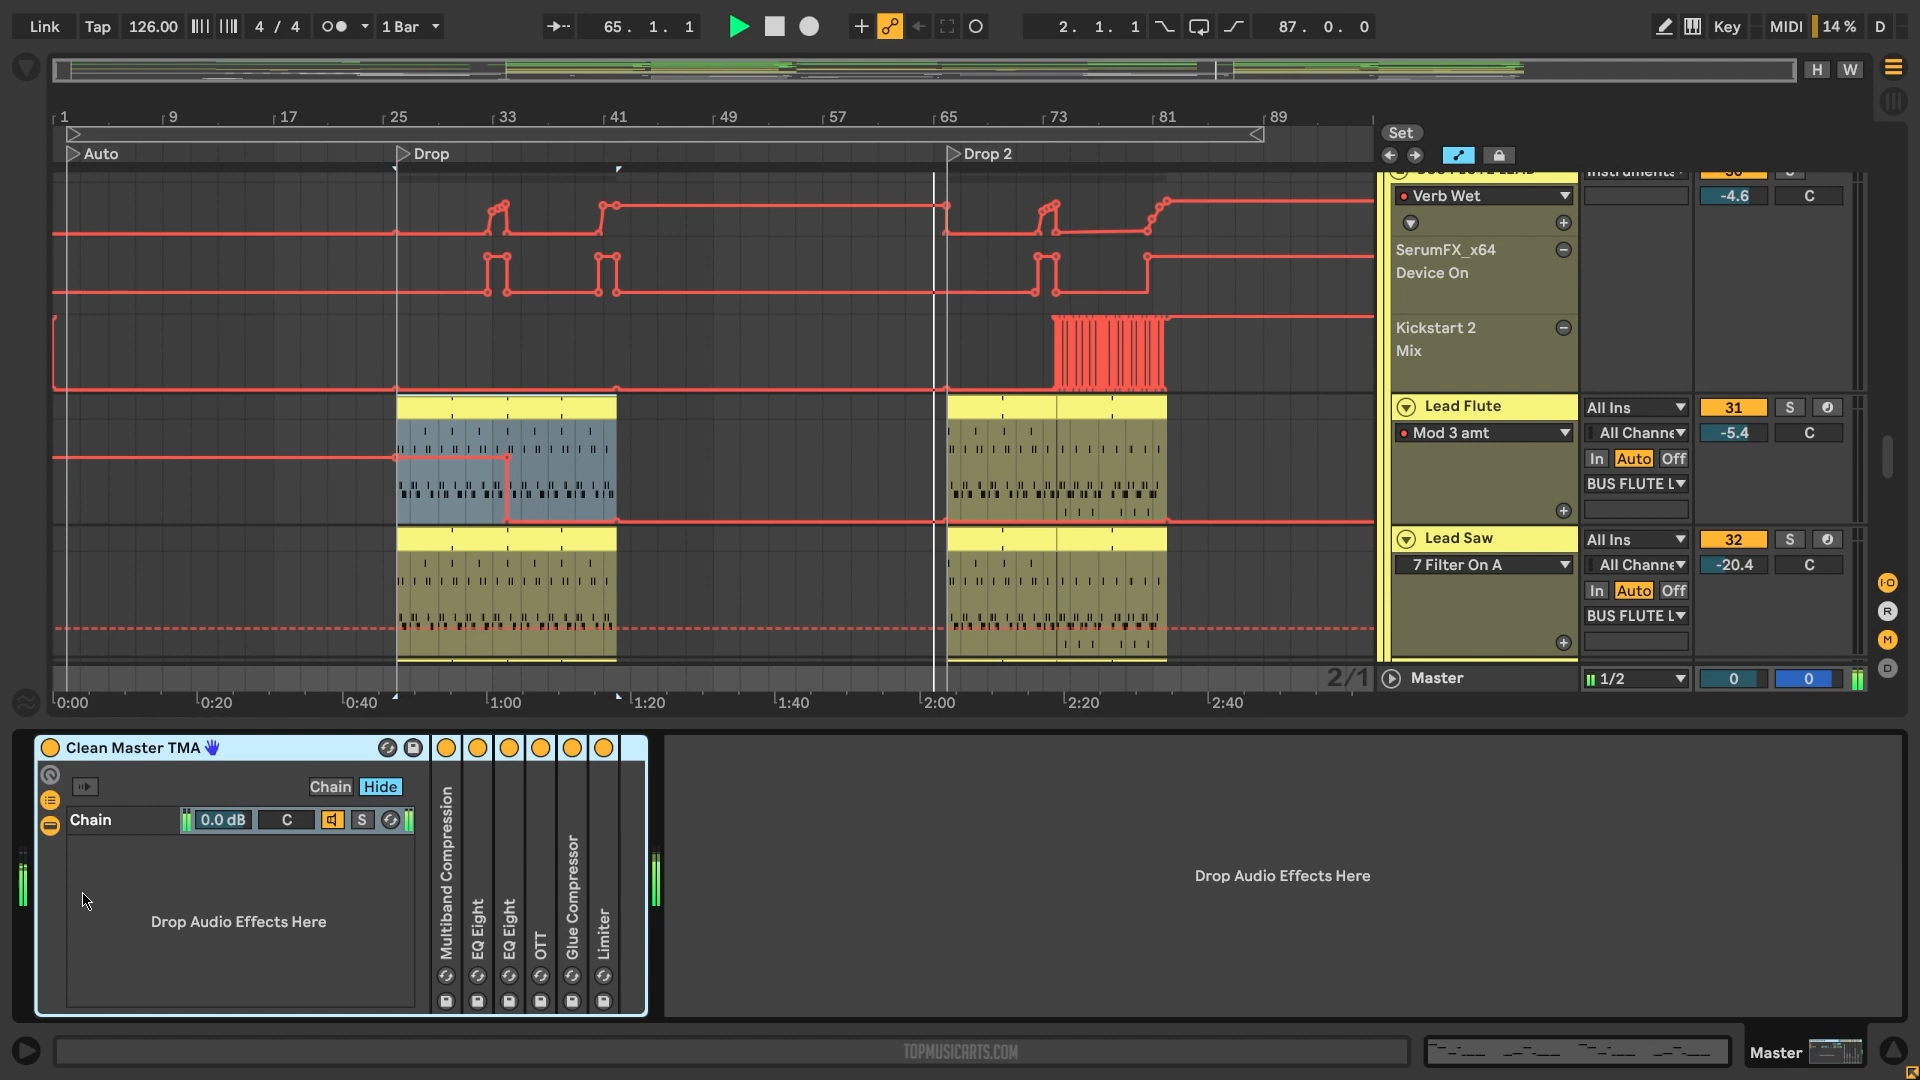 Link Tap 126.00 4 / 4 1 Bar 65. 1. 1 2. 1. 1 87. 0. 0 Key MIDI 14 % D
H W
1 9 17 25 33 41 49 57 65 73 81 89
Set
Auto Drop Drop 2
Verb Wet -4.6 C
SerumFX_x64
Device On
Kickstart 2
Mix
Lead Flute All Ins 31 S
Mod 3 amt All Channe -5.4 C
In Auto Off
BUS FLUTE L
Lead Saw All Ins 32 S
7 Filter On A All Channe -20.4 C
In Auto Off
BUS FLUTE L
I·O
R
M
D
2/1 Master 1/2 0 0
0:00 0:20 0:40 1:00 1:20 1:40 2:00 2:20 2:40
Clean Master TMA
Chain Hide
Chain 0.0 dB C S
Drop Audio Effects Here
Multiband Compression
EQ Eight
EQ Eight
OTT
Glue Compressor
Limiter
Drop Audio Effects Here
TOPMUSICARTS.COM
Master